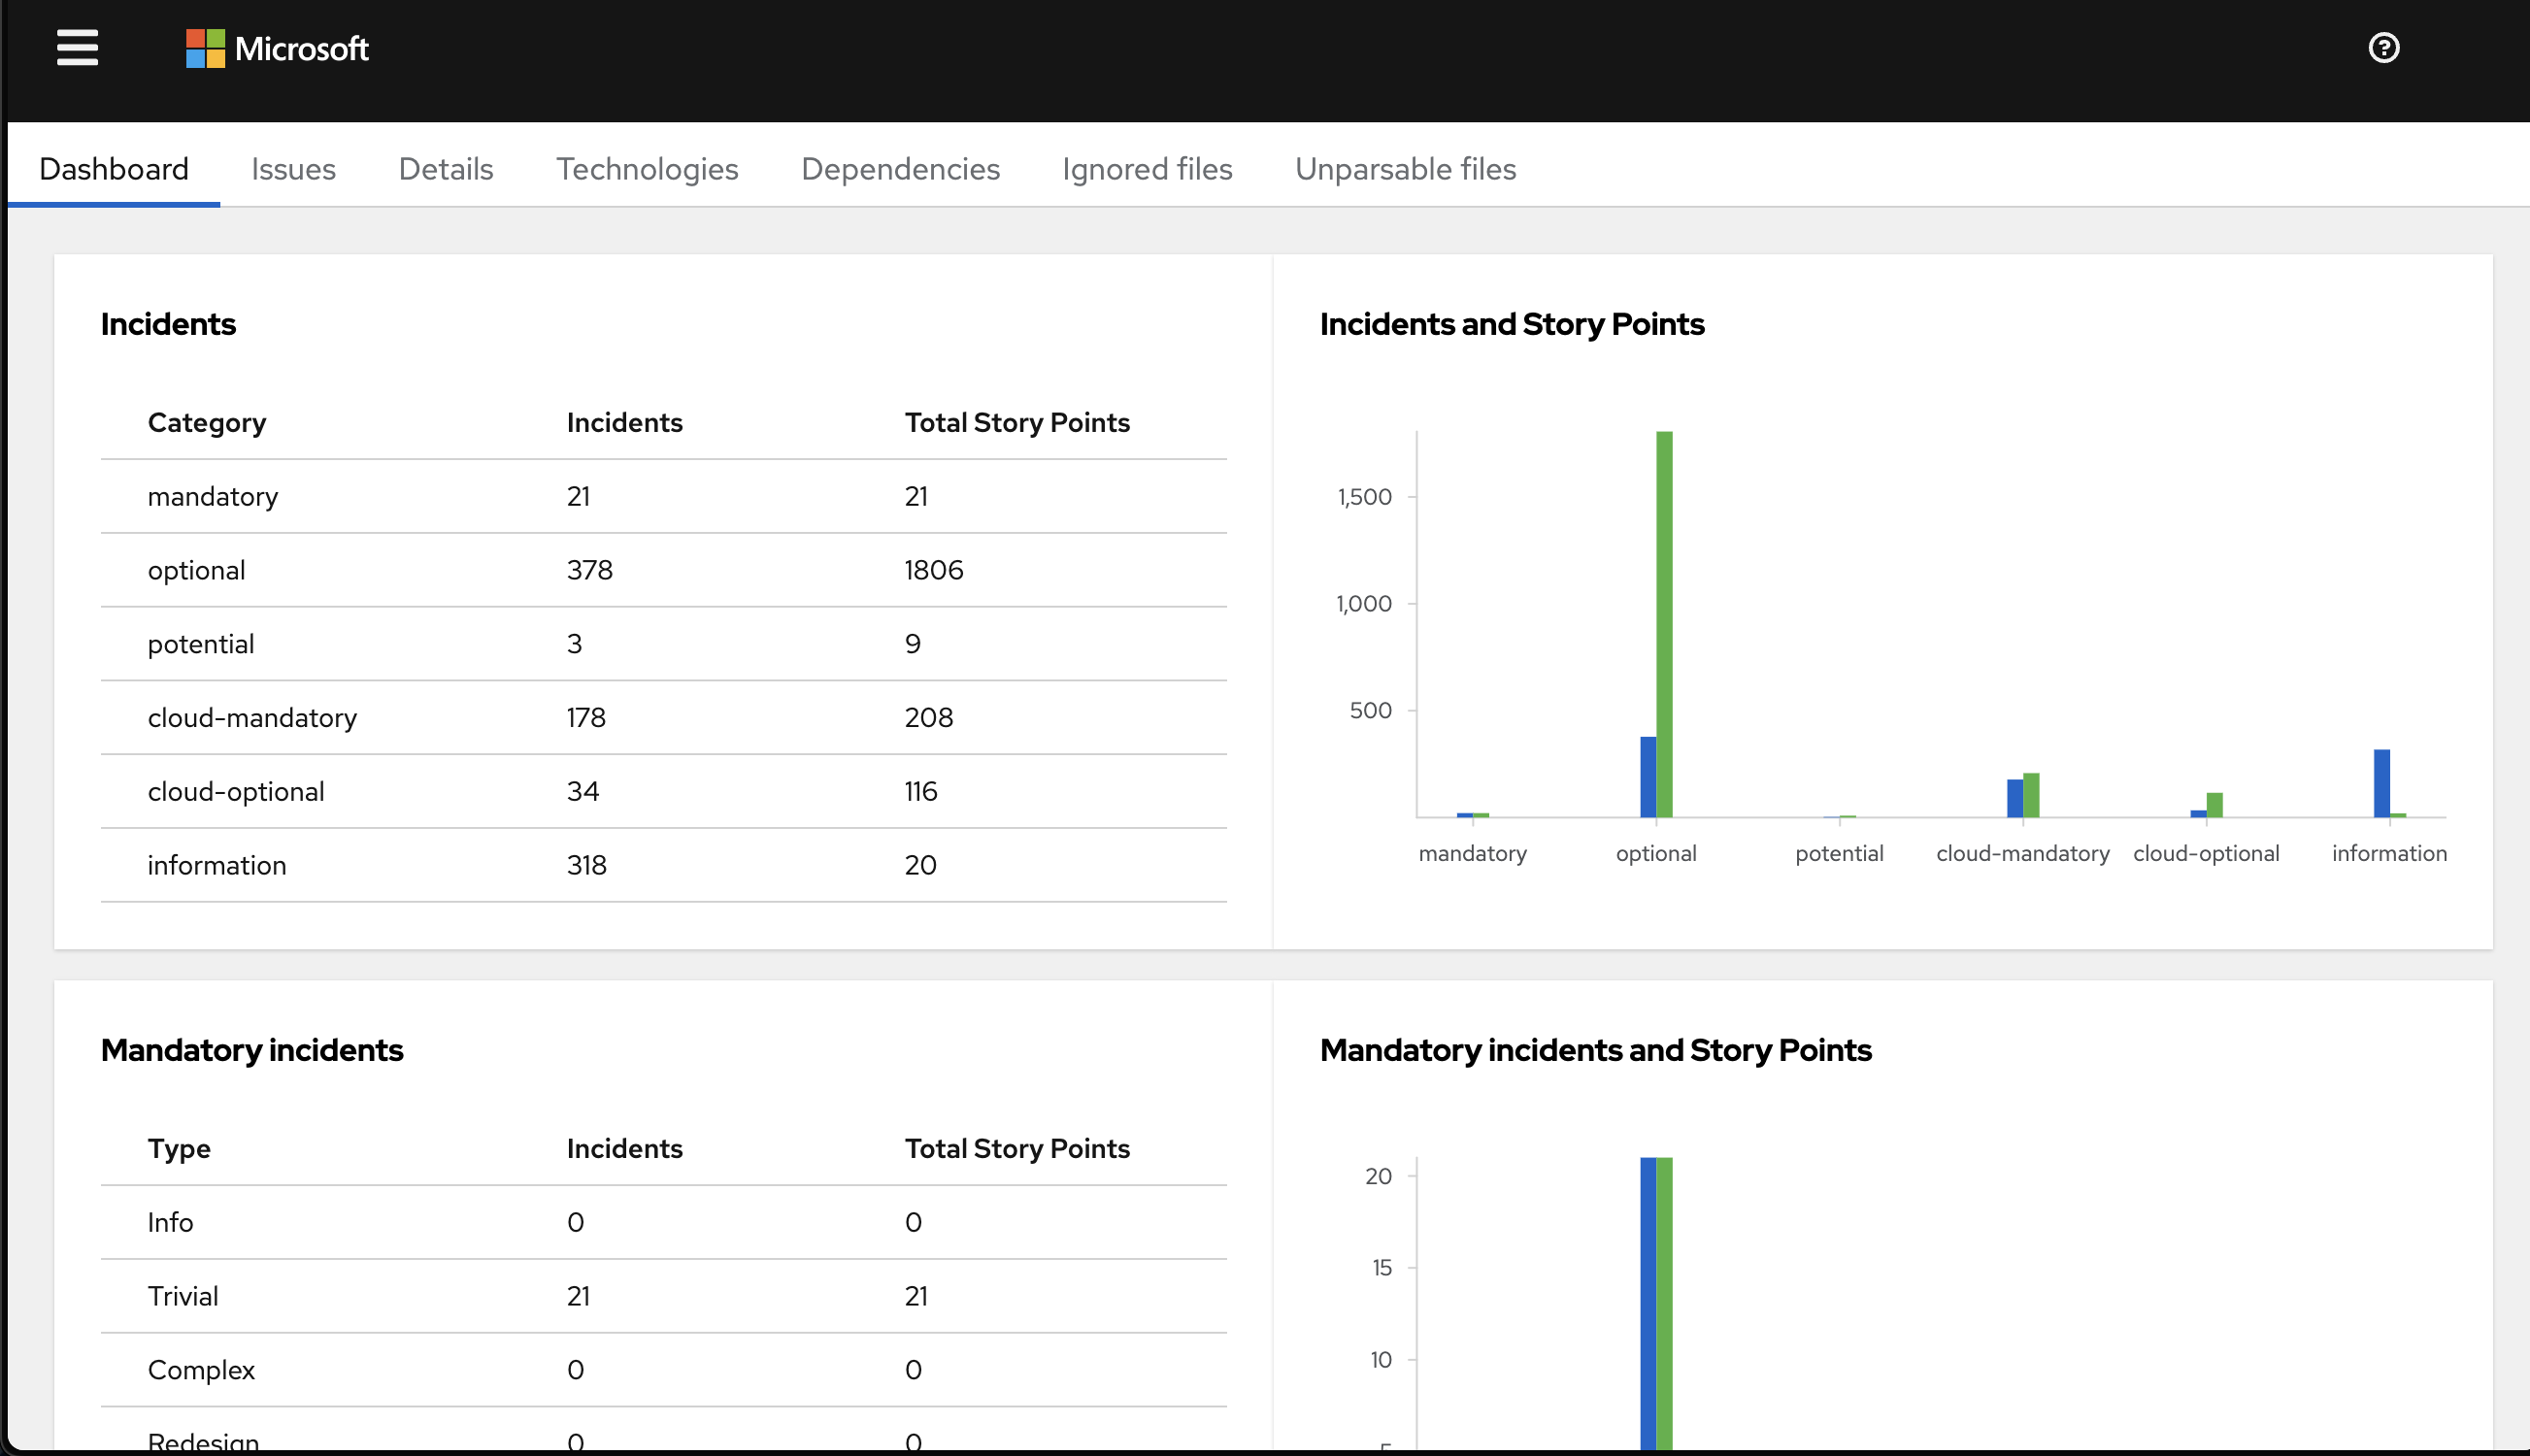 Microsoft
Dashboard Issues Details Technologies Dependencies Ignored files Unparsable files
Incidents
Category Incidents Total Story Points
mandatory 21 21
optional 378 1806
potential 3 9
cloud-mandatory 178 208
cloud-optional 34 116
information 318 20
Incidents and Story Points
1,500
1,000
500
mandatory optional potential cloud-mandatory cloud-optional information
Mandatory incidents
Type Incidents Total Story Points
Info 0 0
Trivial 21 21
Complex 0 0
Redesign 0 0
Mandatory incidents and Story Points
20
15
10
5